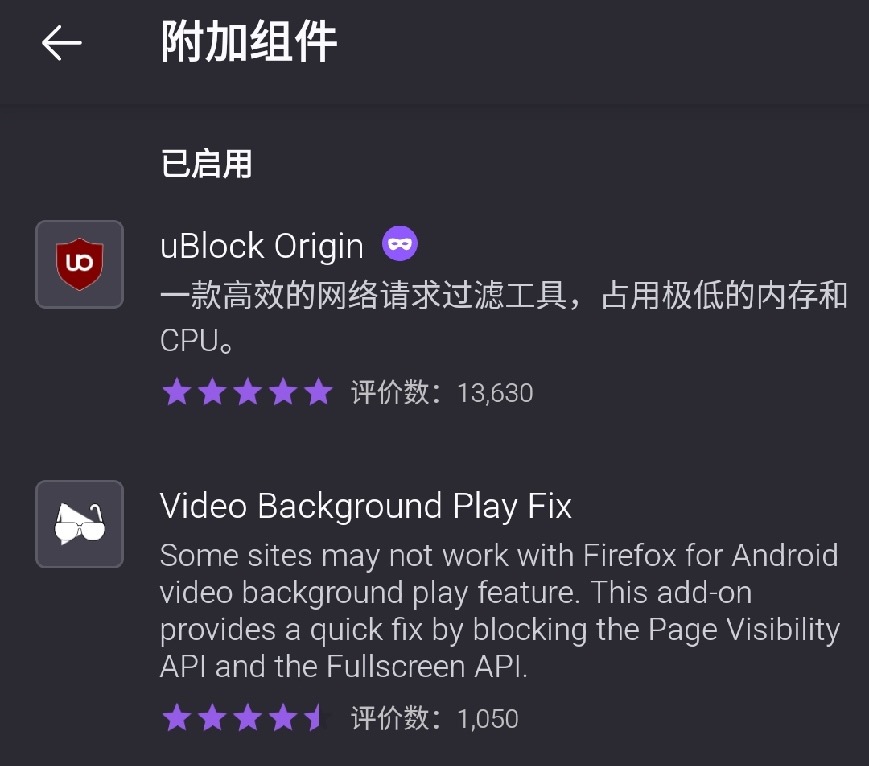 附加组件
已启用
uBlock Origin
一款高效的网络请求过滤工具，占用极低的内存和
CPU。
评价数：13,630
Video Background Play Fix
Some sites may not work with Firefox for Android
video background play feature. This add-on
provides a quick fix by blocking the Page Visibility
API and the Fullscreen API.
评价数：1,050